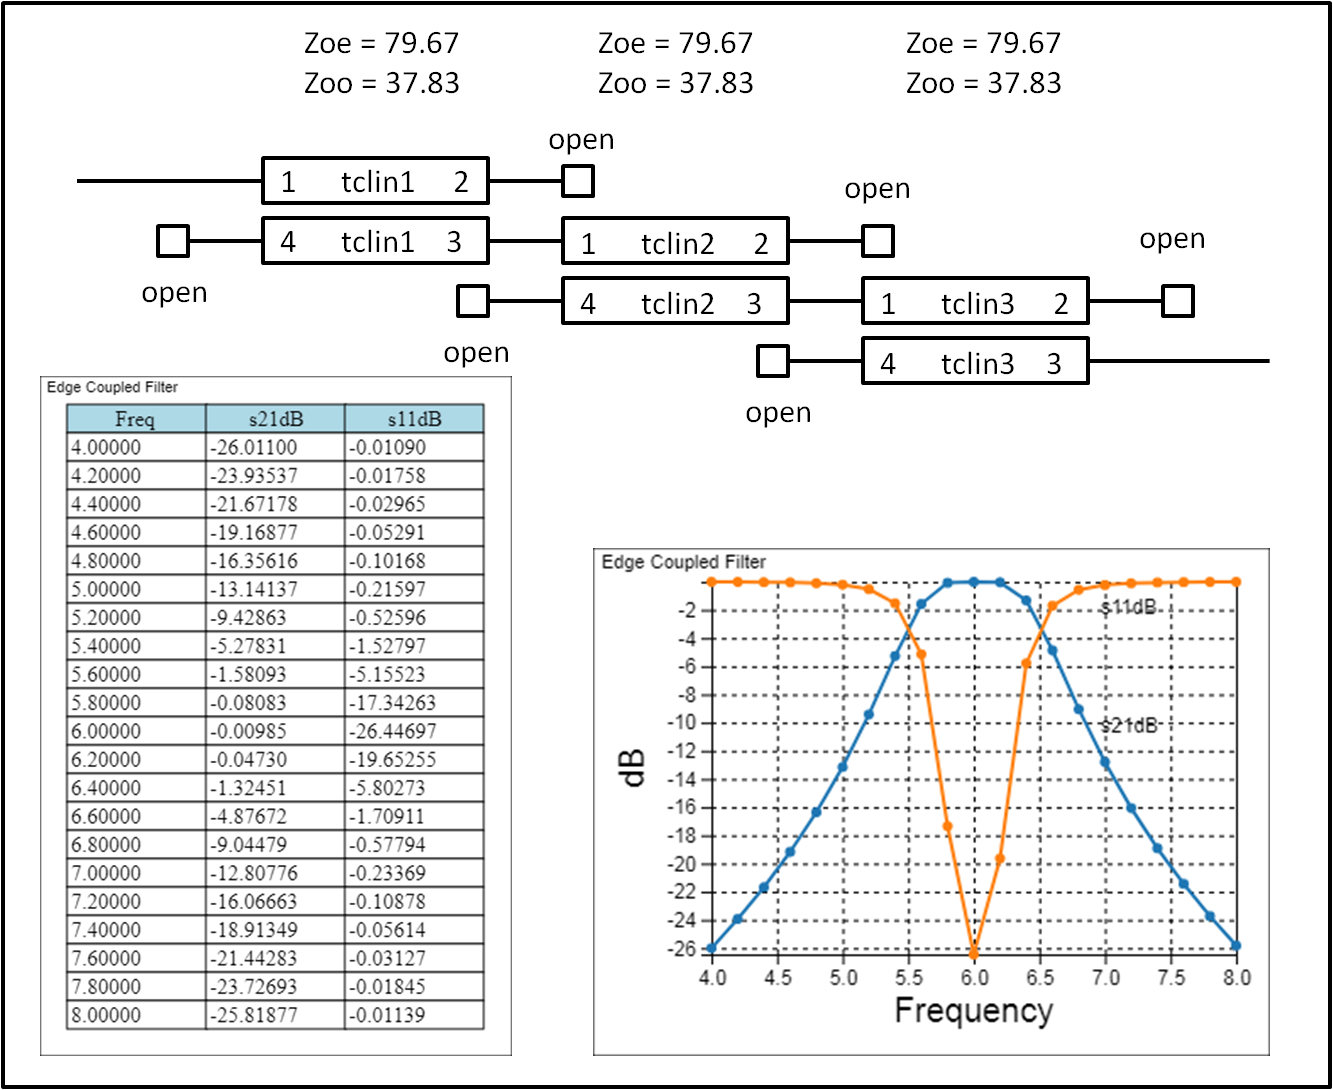 Zoe = 79.67 Zoe = 79.67 Zoe = 79.67
Zoo = 37.83 Zoo = 37.83 Zoo = 37.83
open
1 tclin1 2
open
4 tclin1 3 1 tclin2 2
open
open
4 tclin2 3 1 tclin3 2
open
4 tclin3 3
open
Edge Coupled Filter
Freq s21dB s11dB
4.00000 -26.01100 -0.01090
4.20000 -23.93537 -0.01758
4.40000 -21.67178 -0.02965
4.60000 -19.16877 -0.05291
4.80000 -16.35616 -0.10168
5.00000 -13.14137 -0.21597
5.20000 -9.42863 -0.52596
5.40000 -5.27831 -1.52797
5.60000 -1.58093 -5.15523
5.80000 -0.08083 -17.34263
6.00000 -0.00985 -26.44697
6.20000 -0.04730 -19.65255
6.40000 -1.32451 -5.80273
6.60000 -4.87672 -1.70911
6.80000 -9.04479 -0.57794
7.00000 -12.80776 -0.23369
7.20000 -16.06663 -0.10878
7.40000 -18.91349 -0.05614
7.60000 -21.44283 -0.03127
7.80000 -23.72693 -0.01845
8.00000 -25.81877 -0.01139
Edge Coupled Filter
s11dB
s21dB
-2
-4
-6
-8
-10
-12
-14
-16
-18
-20
-22
-24
-26
dB
4.0 4.5 5.0 5.5 6.0 6.5 7.0 7.5 8.0
Frequency